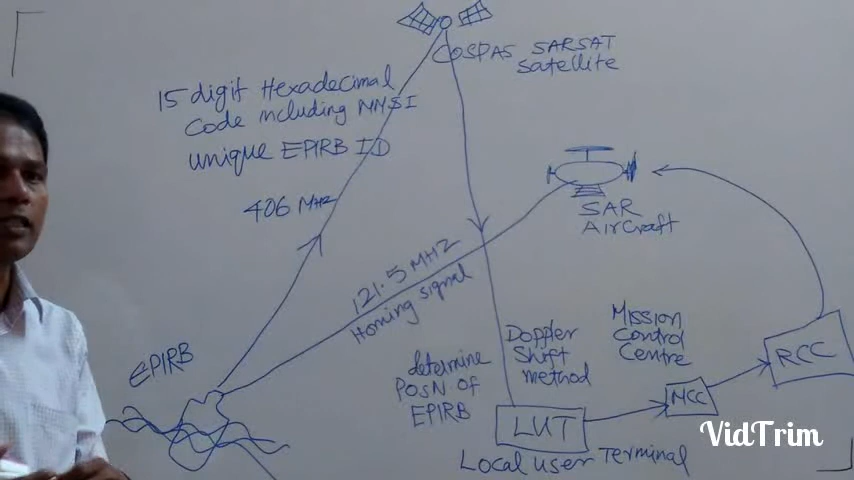 COSPAS SARSAT
Satellite
15 digit Hexadecimal
Code including NNSI
unique EPIRB ID
406 MHz
SAR
AirCraft
121.5 MHZ
Homing signal
EPIRB
determine
POSN OF
EPIRB
Doppler
Shift
method
Mission
Control
Centre
RCC
MCC
LUT
Local User Terminal
VidTrim